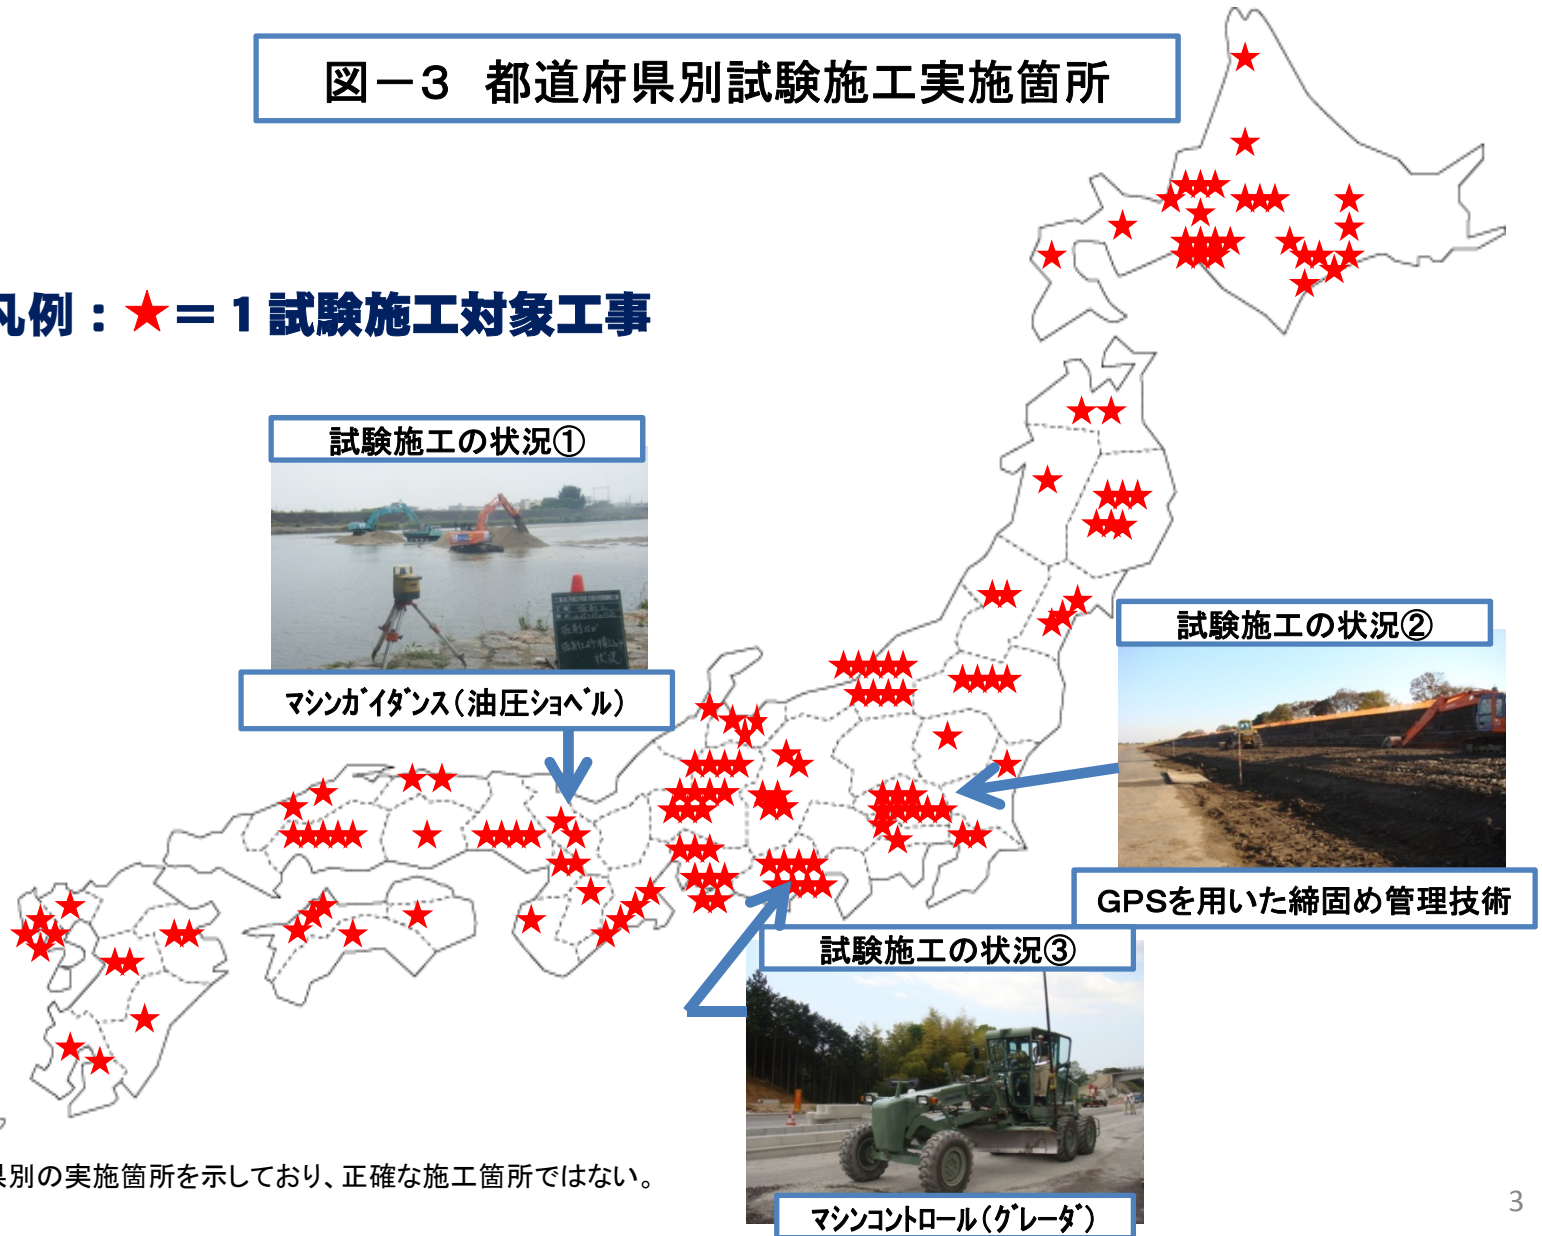 図－３ 都道府県別試験施工実施箇所
凡例：★＝１試験施工対象工事
試験施工の状況①
マシンガイダンス（油圧ショベル）
試験施工の状況②
GPSを用いた締固め管理技術
試験施工の状況③
マシンコントロール（グレーダ）
県別の実施箇所を示しており、正確な施工箇所ではない。
3